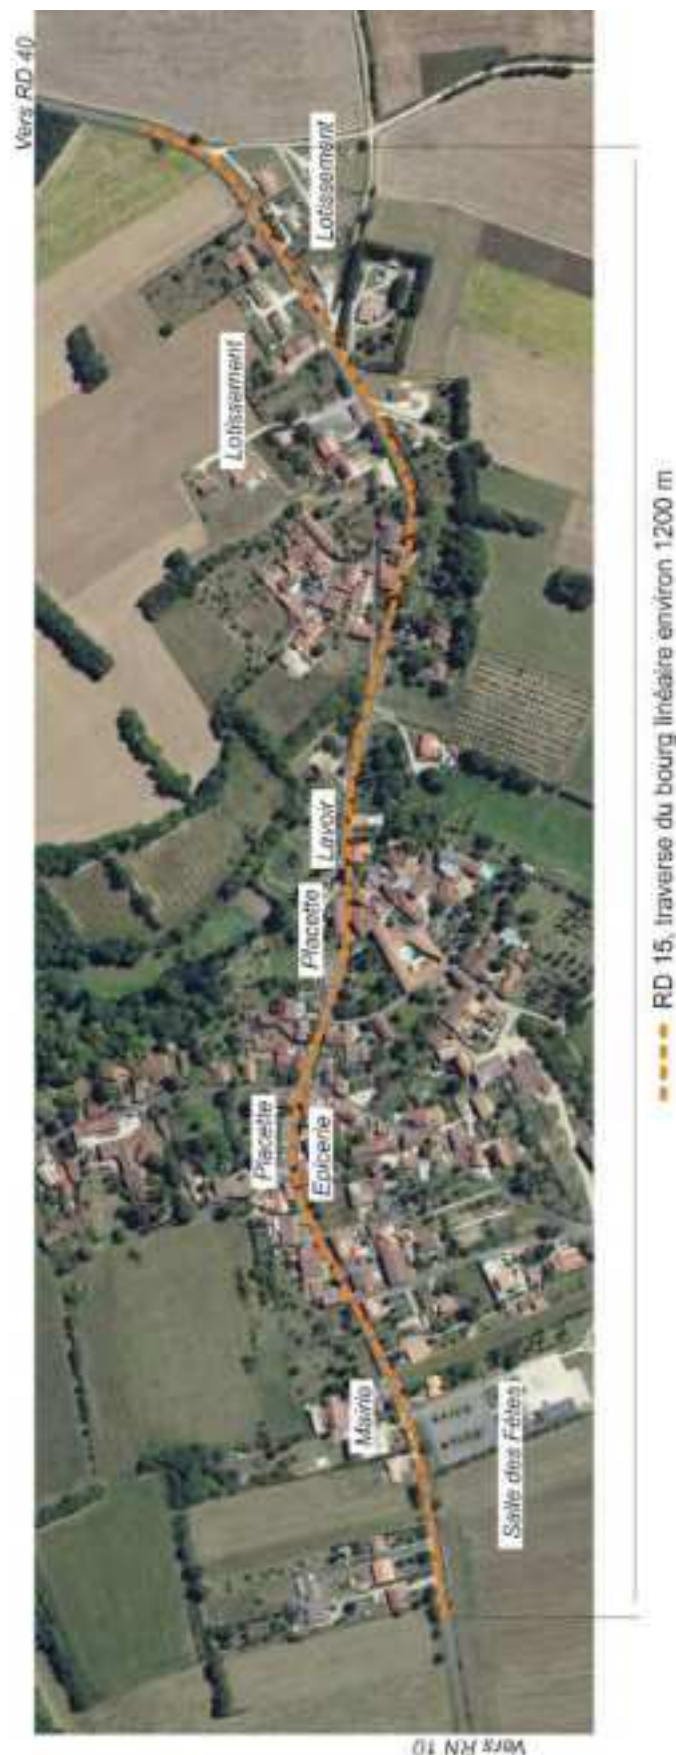 Vers RD 40
Lotissement
Lotissement
Lavoir
Placette
Placette
Epicerie
Mairie
Salle des Fêtes
Vers RN 10
RD 15, traverse du bourg linéaire environ 1200 m